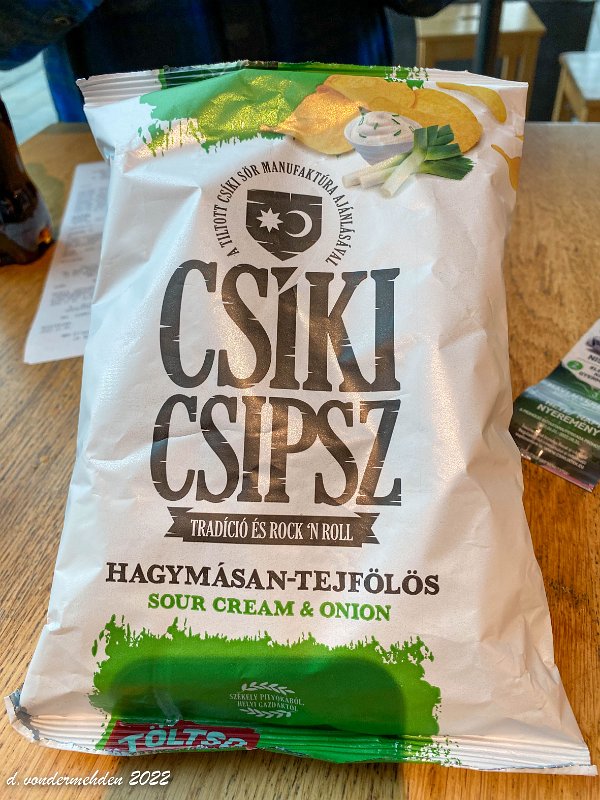 A TILTOTT CSÍKI SÖR MANUFAKTÚRA AJÁNLÁSÁVAL
CSÍKI
CSIPSZ
TRADÍCIÓ ÉS ROCK 'N ROLL
HAGYMÁSAN-TEJFÖLÖS
SOUR CREAM & ONION
SZÉKELY PITYÓKÁBÓL,
HELYI GAZDÁKTÓL
TÖLTSD
NYEREMÉNY
d.vondermehden 2022